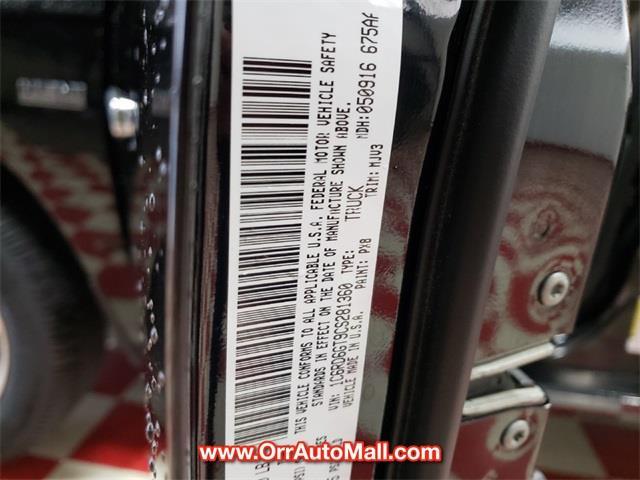 THIS VEHICLE CONFORMS TO ALL APPLICABLE U.S.A. FEDERAL MOTOR VEHICLE SAFETY
STANDARDS IN EFFECT ON THE DATE OF MANUFACTURE SHOWN ABOVE.
VIN: 1C6RD6GT9CS281360 TYPE: TRUCK MDH: 050916 675AF
VEHICLE MADE IN U.S.A. PAINT: PXB TRIM: MJV3
www.OrrAutoMall.com